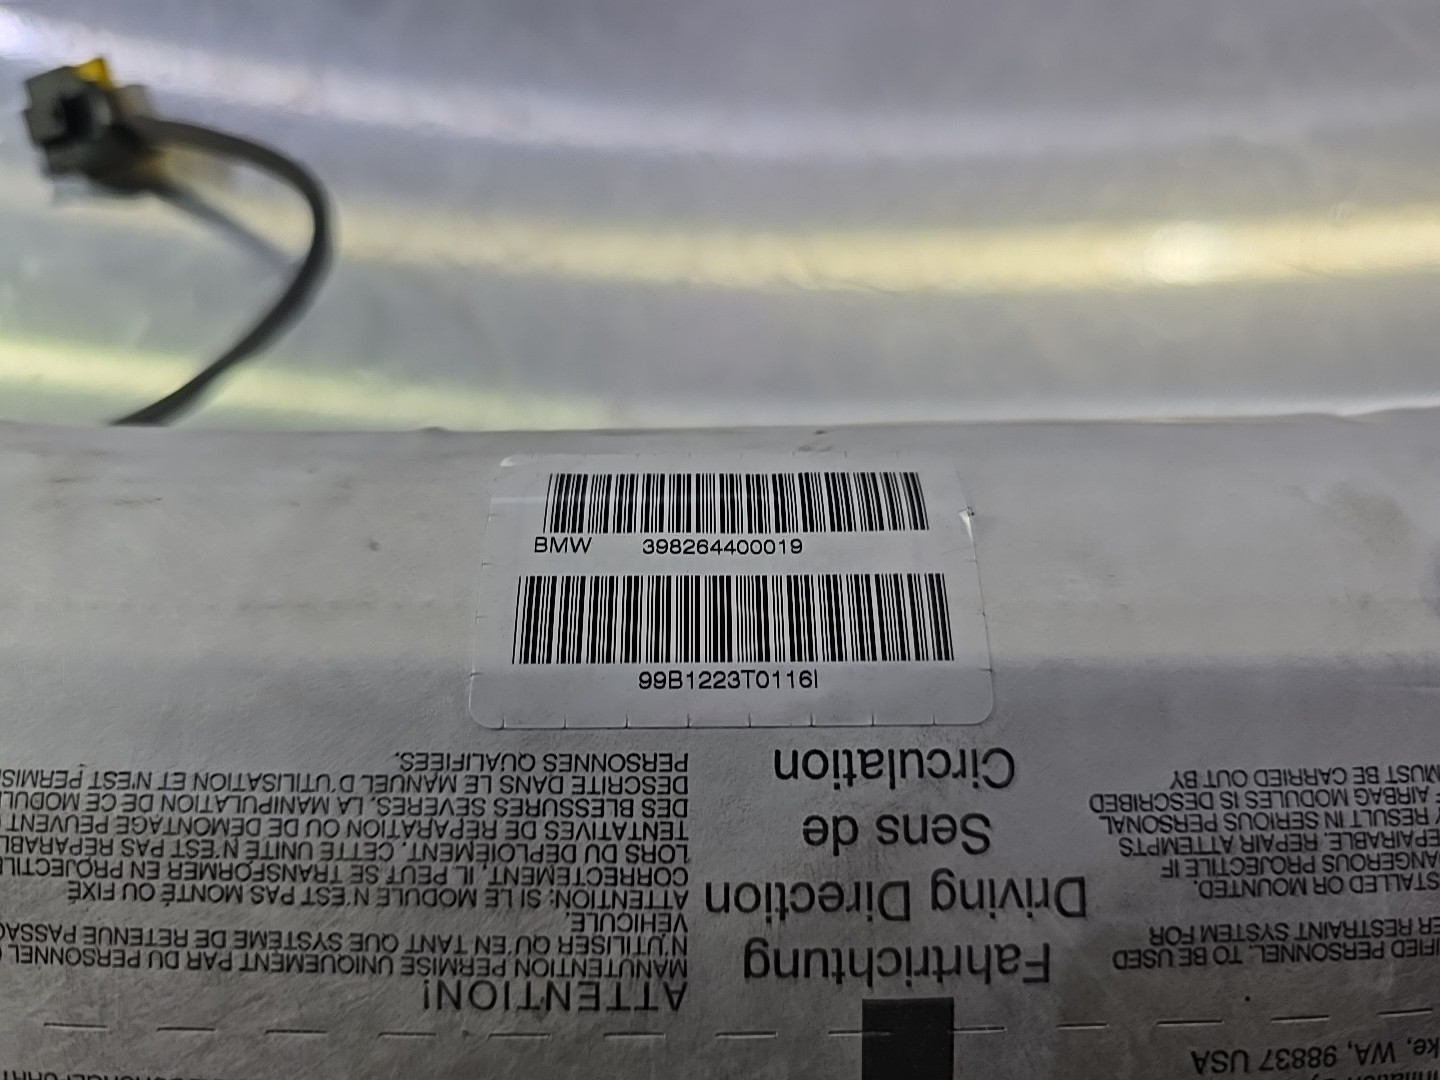 BMW 398264400019
99B1223T0116I
ATTENTION!
MANUTENTION PERMISE UNIQUEMENT PAR DU PERSONNEL
N'UTILISER QU'EN TANT QUE SYSTEME DE RETENUE
VEHICULE.
ATTENTION: SI LE MODULE N'EST PAS MONTÉ OU FIXÉ
CORRECTEMENT, IL PEUT SE TRANSFORMER EN
LORS DU DEPLOIEMENT. CETTE UNITE N'EST PAS
TENTATIVES DE REPARATION OU DE DEMONTAGE PEUVENT
DES BLESSURES SEVERES. LA MANIPULATION DE CE
DESCRITE DANS LE MANUEL D'UTILISATION ET N'EST
PERSONNES QUALIFIEES.
Fahrtrichtung
Driving Direction
Sens de
Circulation
WA, 98837 USA
PERSONNEL. TO BE USED
RESTRAINT SYSTEM FOR
OR MOUNTED.
PROJECTILE IF
REPAIR ATTEMPTS
RESULT IN SERIOUS PERSONAL
AIRBAG MODULES IS DESCRIBED
MUST BE CARRIED OUT BY